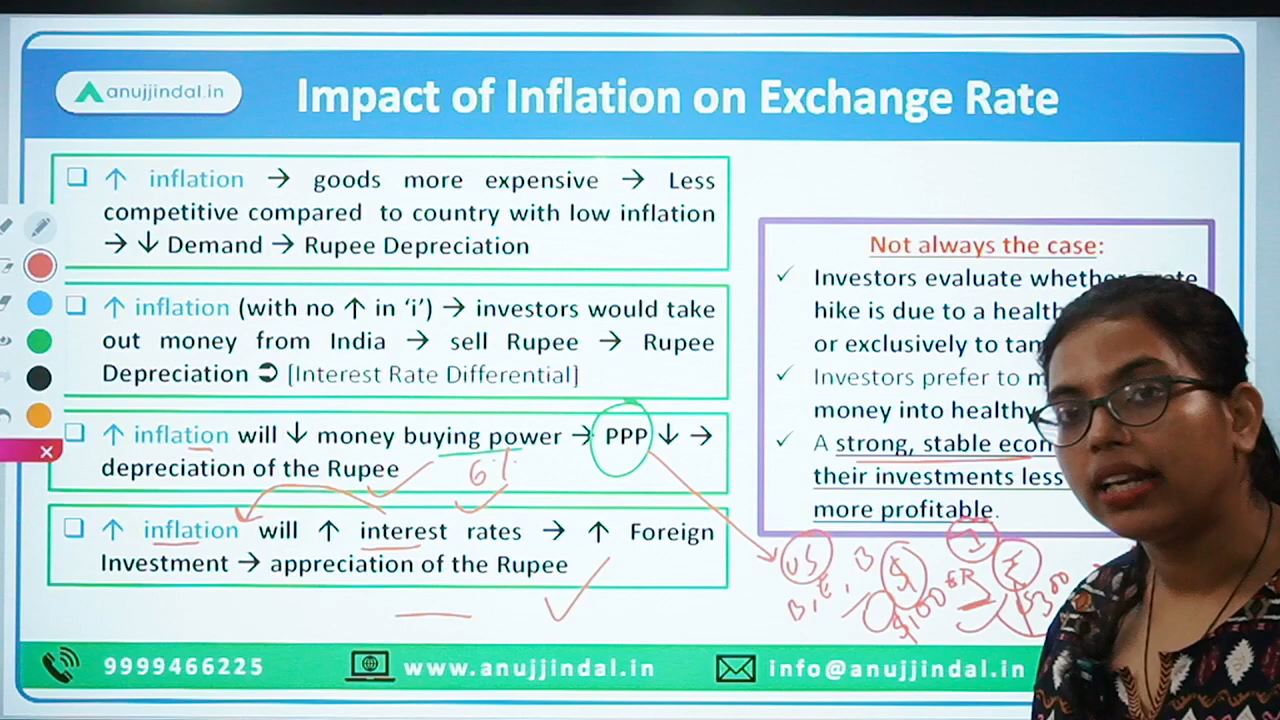 anujjindal.in
Impact of Inflation on Exchange Rate
❑ ↑ inflation → goods more expensive → Less
competitive compared to country with low inflation
→ ↓ Demand → Rupee Depreciation
❑ ↑ inflation (with no ↑ in ‘i’) → investors would take
out money from India → sell Rupee → Rupee
Depreciation ➲ [Interest Rate Differential]
❑ ↑ inflation will ↓ money buying power → PPP ↓ →
depreciation of the Rupee
6%
❑ ↑ inflation will ↑ interest rates → ↑ Foreign
Investment → appreciation of the Rupee
Not always the case:
✓ Investors evaluate whether rate
hike is due to a
or exclusively to
✓ Investors prefer to
money into healthy
✓ A strong, stable
their investments less
more profitable.
US
9999466225
www.anujjindal.in
info@anujjindal.in